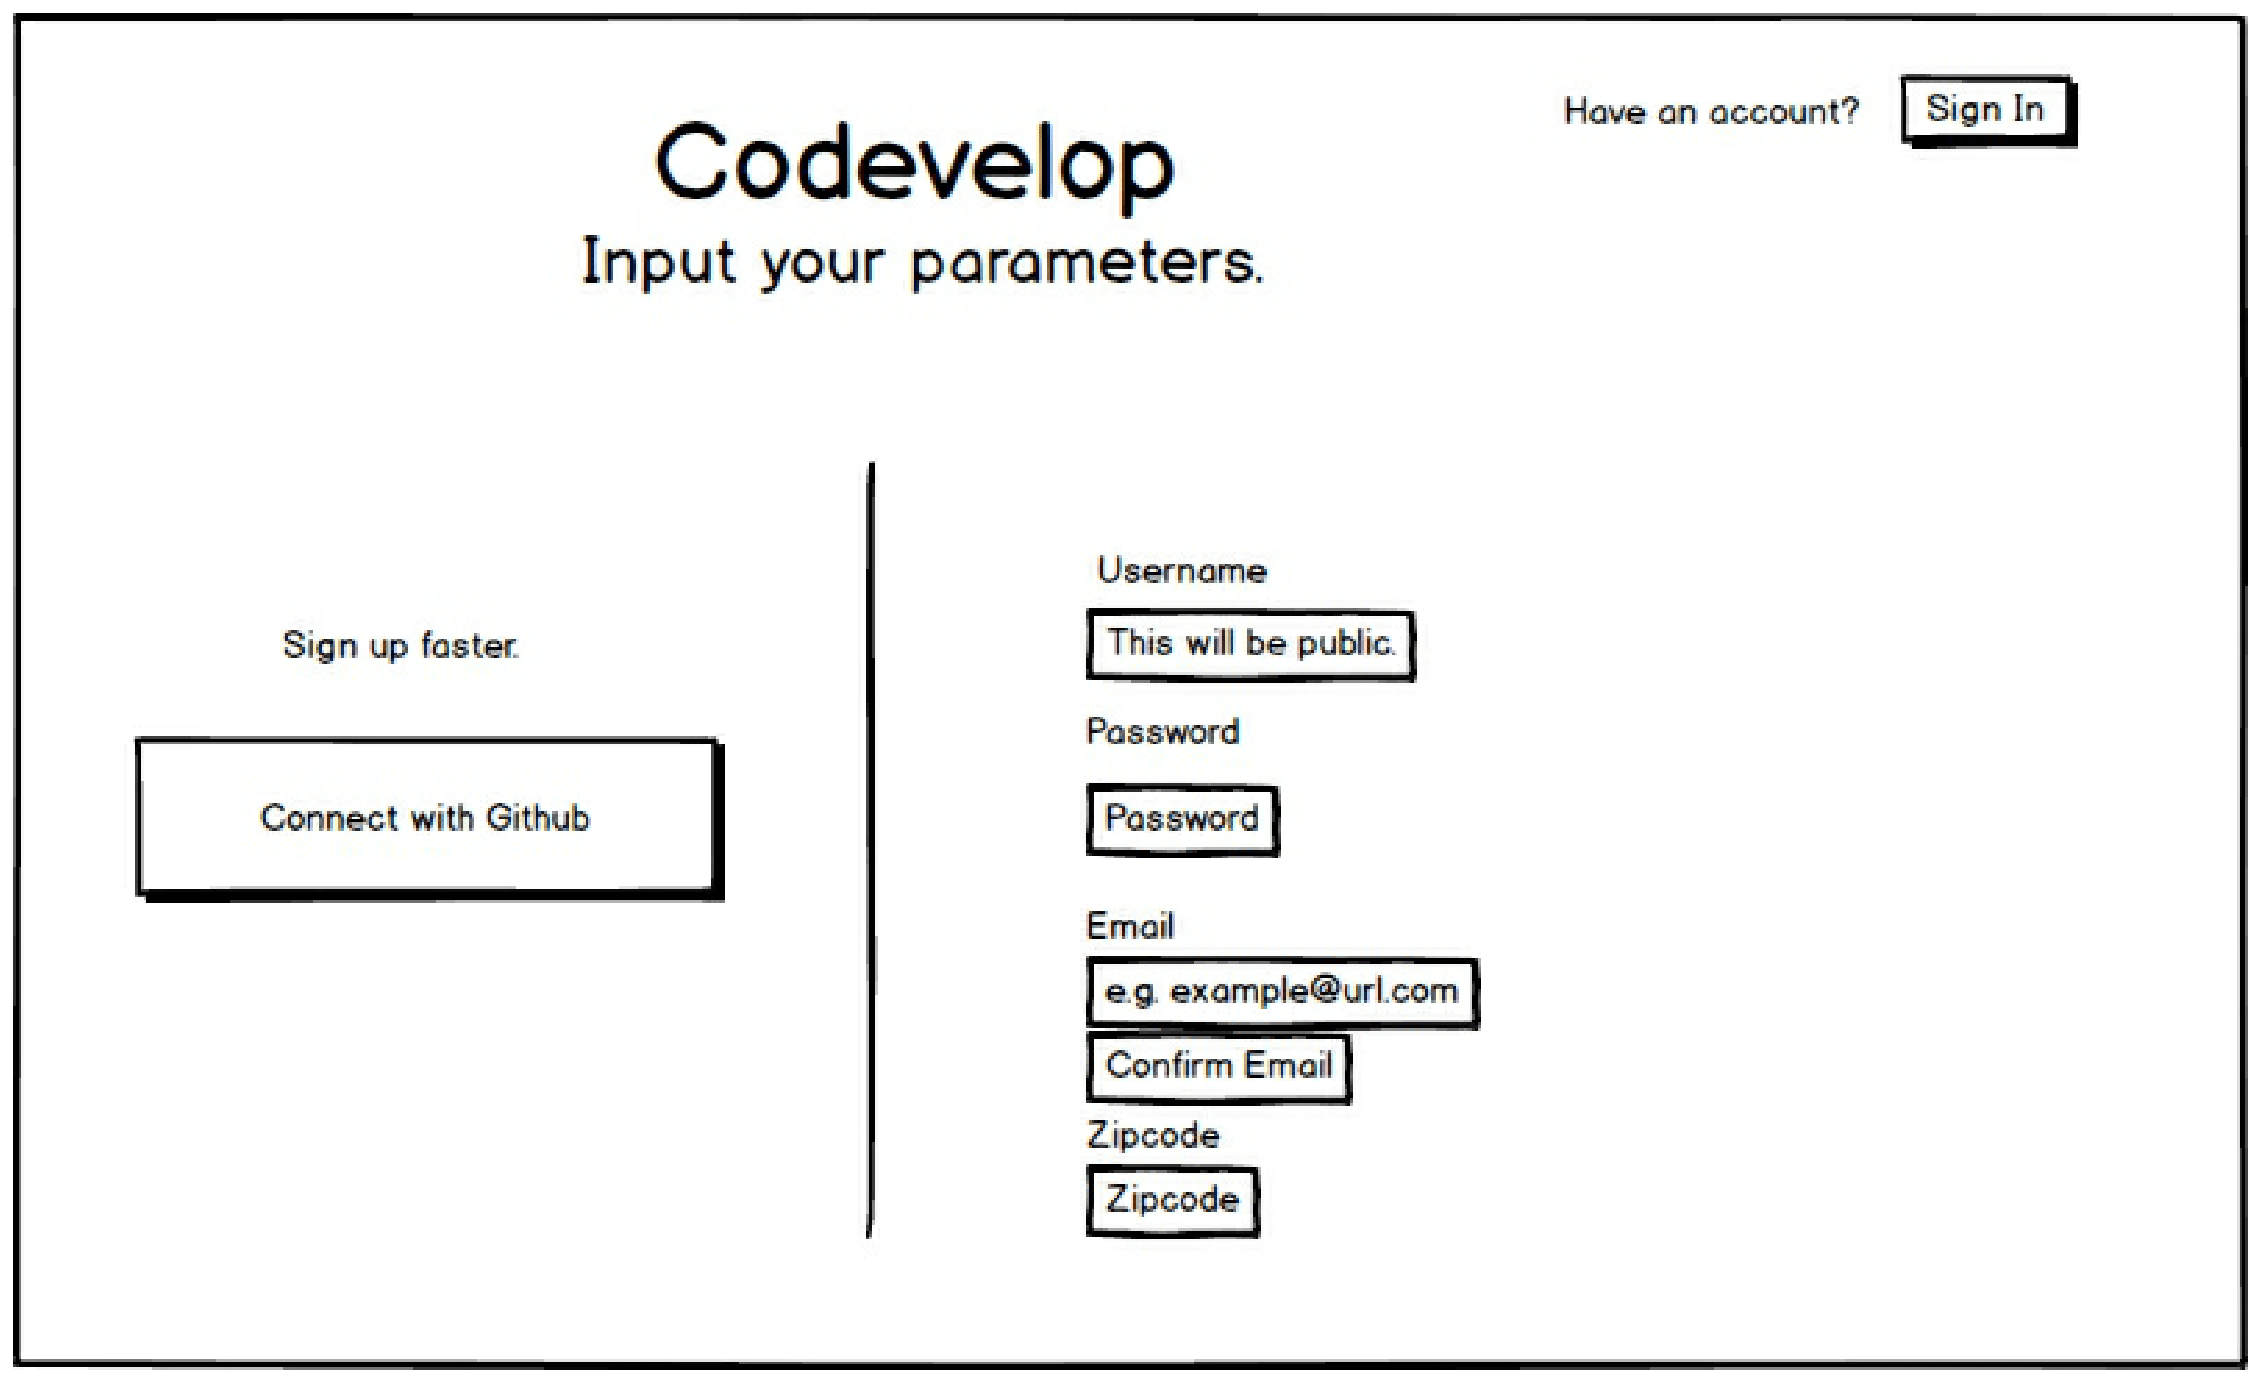 Have an account?
Sign In
Codevelop
Input your parameters.
Sign up faster.
Connect with Github
Username
This will be public.
Password
Password
Email
e.g. example@url.com
Confirm Email
Zipcode
Zipcode